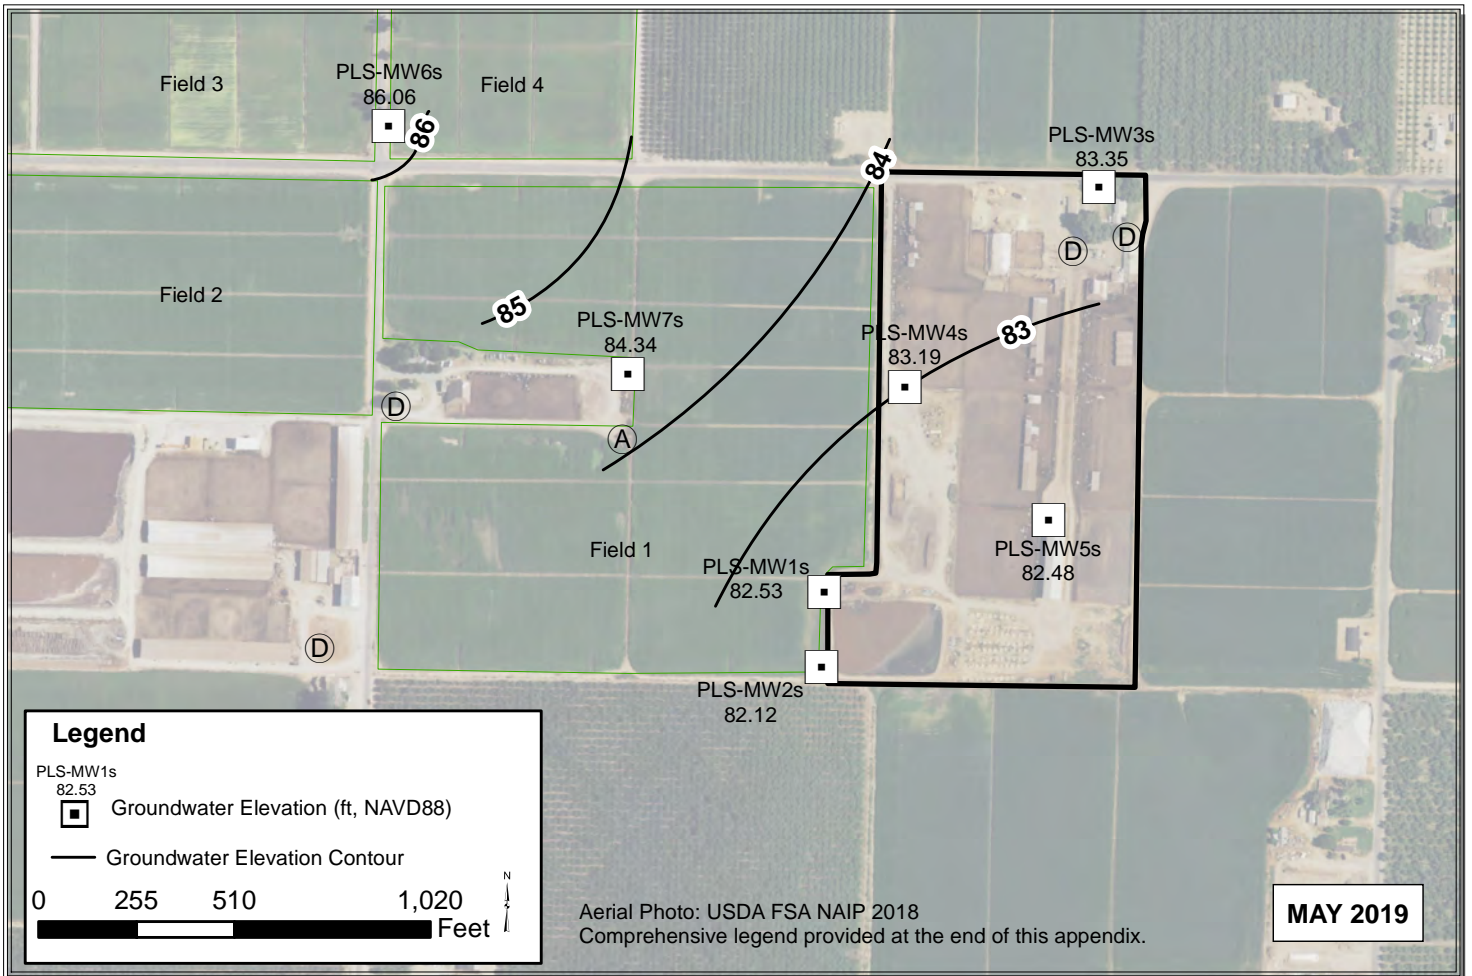 Field 3
PLS-MW6s
86.06
Field 4
86
PLS-MW3s
83.35
84
D
D
Field 2
85
PLS-MW7s
84.34
PLS-MW4s
83.19
83
D
A
Field 1
PLS-MW1s
82.53
PLS-MW5s
82.48
D
PLS-MW2s
82.12
Legend
PLS-MW1s
82.53
Groundwater Elevation (ft, NAVD88)
Groundwater Elevation Contour
0 255 510 1,020
Feet
N
Aerial Photo: USDA FSA NAIP 2018
Comprehensive legend provided at the end of this appendix.
MAY 2019